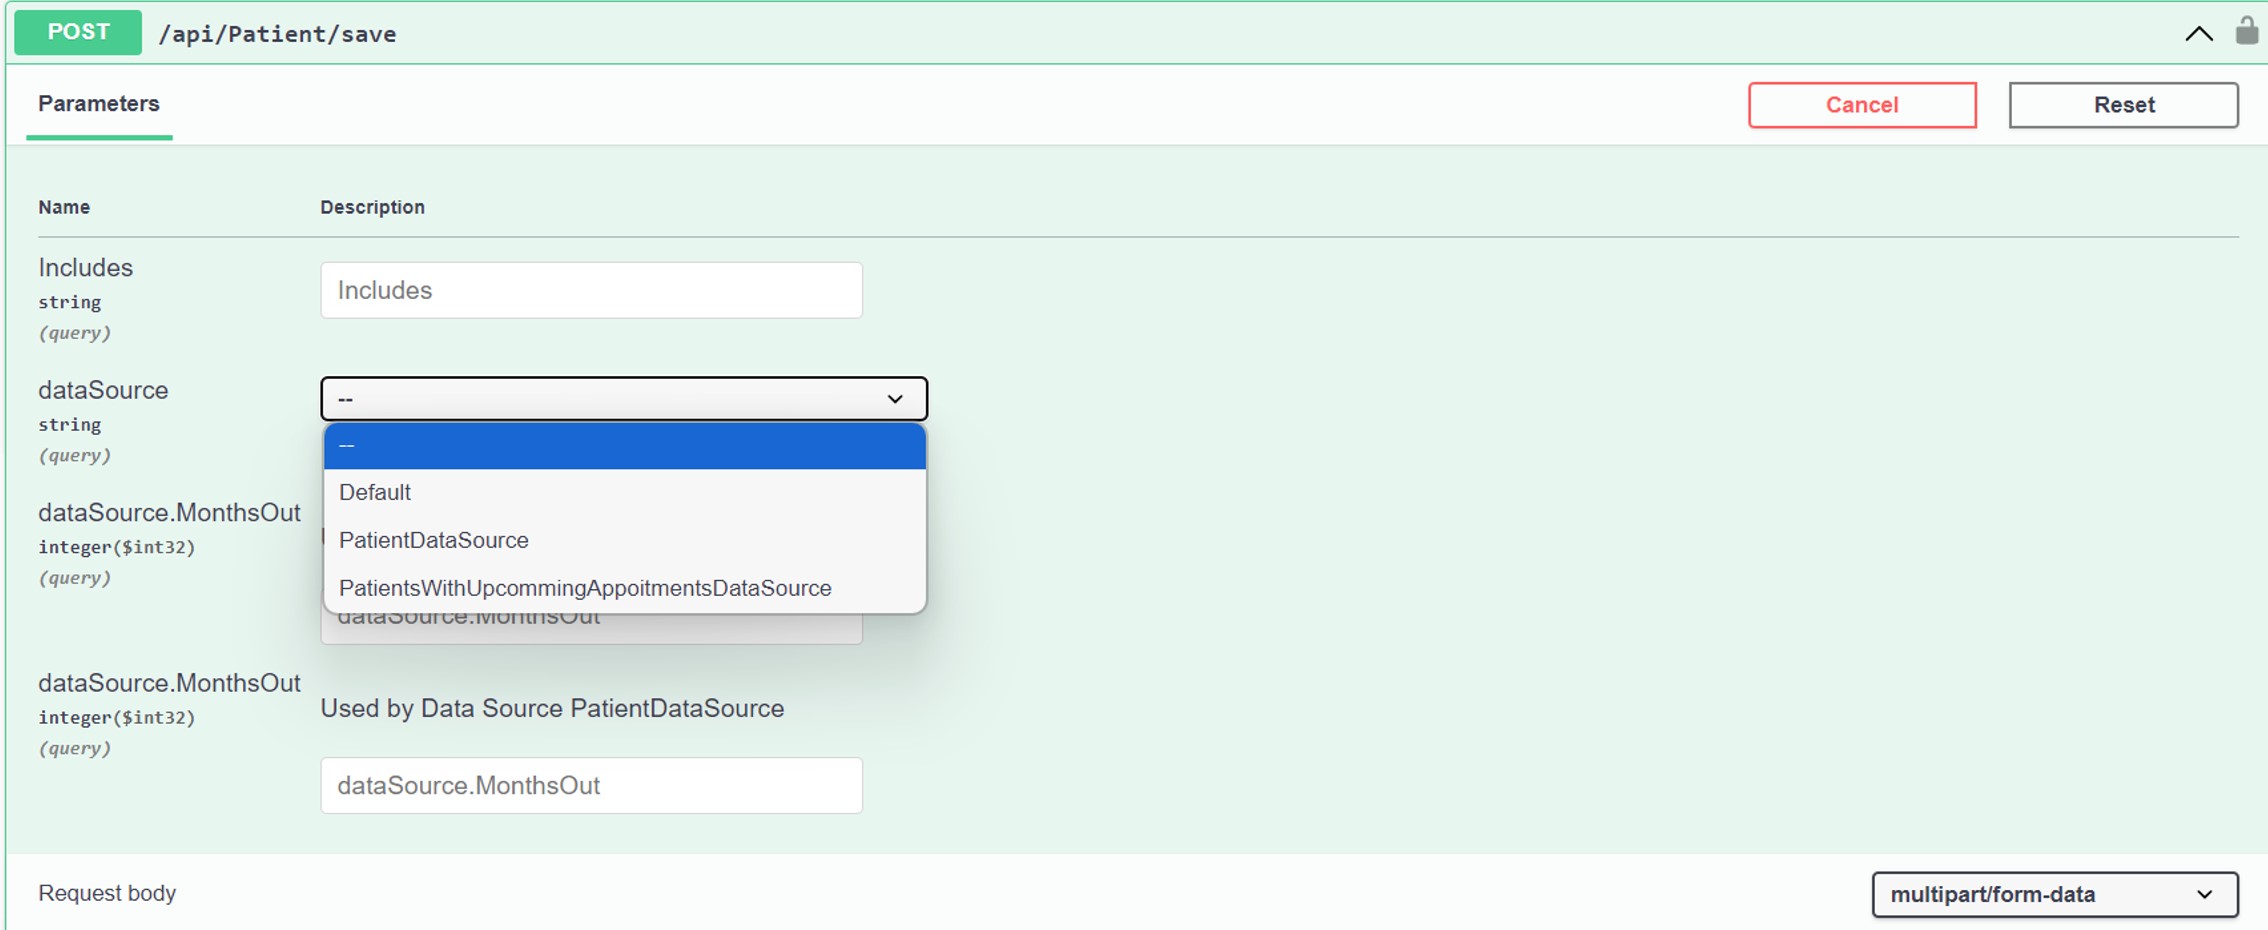 POST /api/Patient/save
Parameters
Cancel
Reset
Name Description
Includes
string
(query)
Includes
dataSource
string
(query)
--
--
Default
PatientDataSource
PatientsWithUpcommingAppoitmentsDataSource
dataSource.MonthsOut
integer($int32)
(query)
dataSource.MonthsOut
dataSource.MonthsOut
integer($int32)
(query)
Used by Data Source PatientDataSource
dataSource.MonthsOut
Request body
multipart/form-data